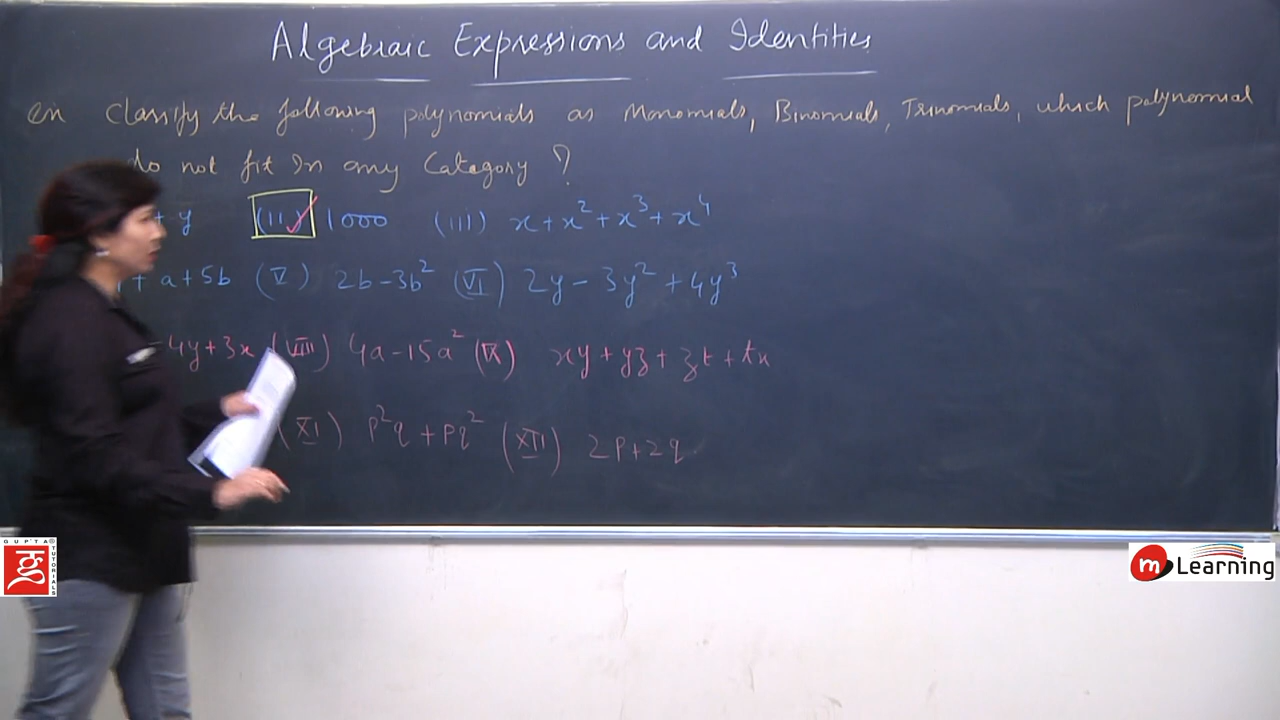 Algebraic Expressions and Identities
Classify the following polynomials as Monomials, Binomials, Trinomials, which polynomial
do not fit in any Category ?
+ y (ii) 1000 (iii) x + x² + x³ + x⁴
+ a + 5b (V) 2b - 3b² (VI) 2y - 3y² + 4y³
- 4y + 3x (VIII) 4a - 15a² (IX) xy + yz + zt + tx
(XI) p²q + pq² (XII) 2p + 2q
GUPTA TUTORIALS
m Learning